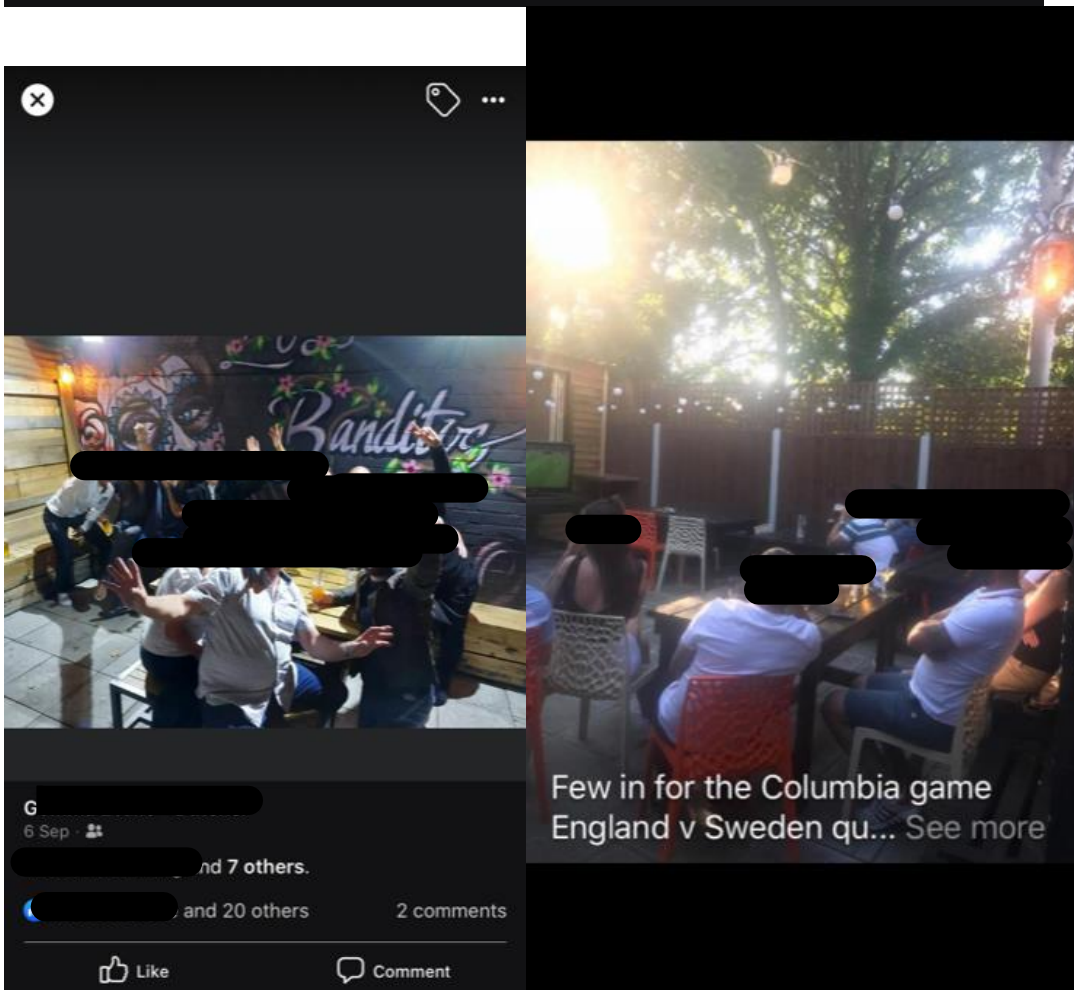 Los
Banditos
G
6 Sep
nd 7 others.
and 20 others
2 comments
Like
Comment
Few in for the Columbia game
England v Sweden qu... See more